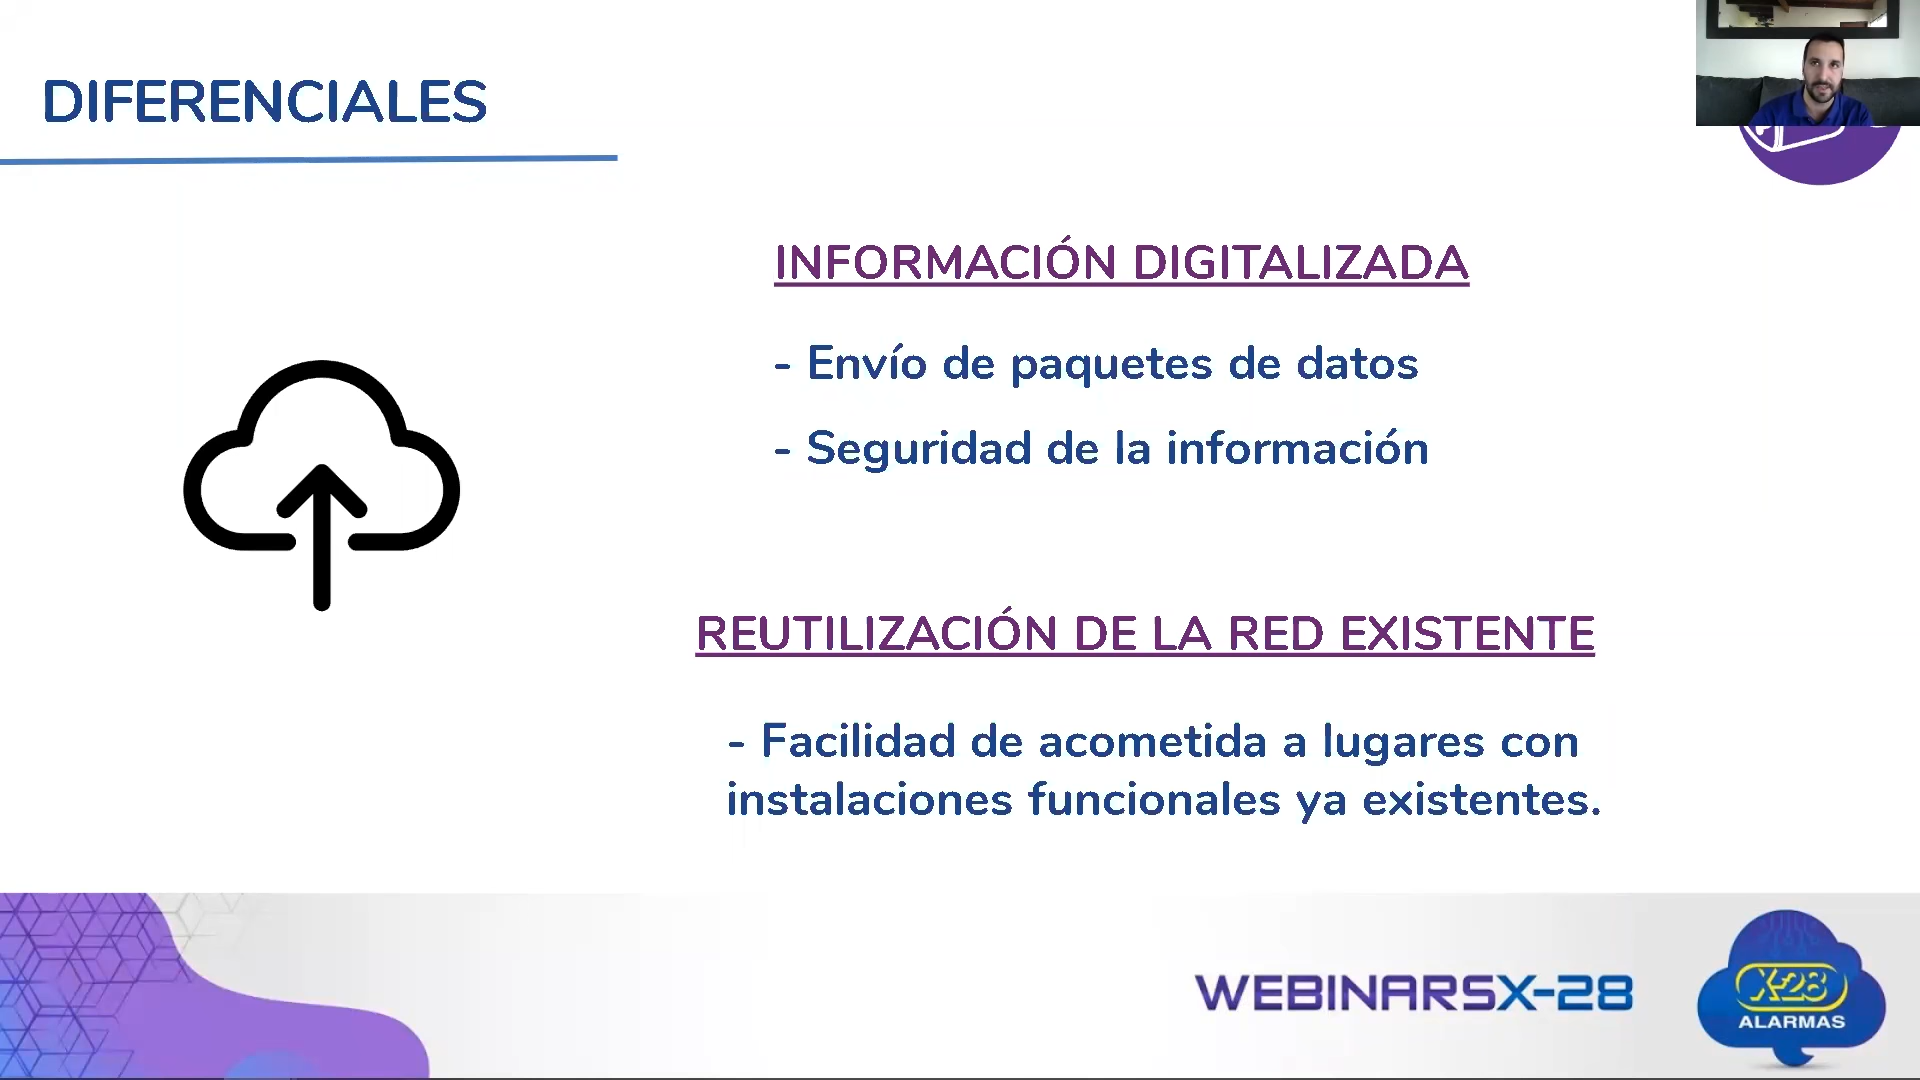 DIFERENCIALES
INFORMACIÓN DIGITALIZADA
- Envío de paquetes de datos
- Seguridad de la información
REUTILIZACIÓN DE LA RED EXISTENTE
- Facilidad de acometida a lugares con
instalaciones funcionales ya existentes.
WEBINARSX-28
X-28
ALARMAS